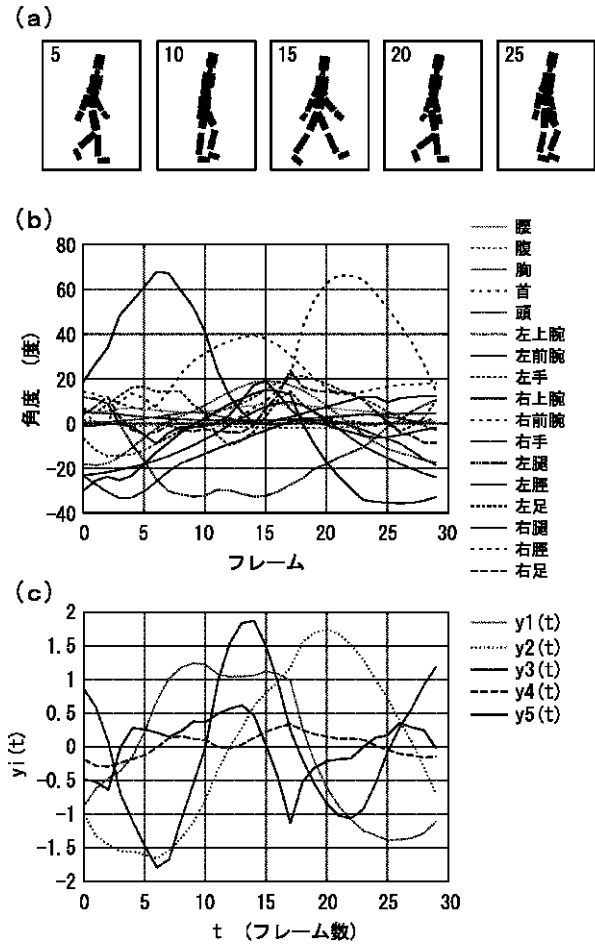 (a)
5
10
15
20
25
(b)
80
60
40
20
0
-20
-40
角度 (度)
0
5
10
15
20
25
30
フレーム
腰
腹
胸
首
頭
左上腕
左前腕
左手
右上腕
右前腕
右手
左腿
左脛
左足
右腿
右脛
右足
(c)
2
1.5
1
0.5
0
-0.5
-1
-1.5
-2
yi(t)
0
5
10
15
20
25
30
t (フレーム数)
y1(t)
y2(t)
y3(t)
y4(t)
y5(t)